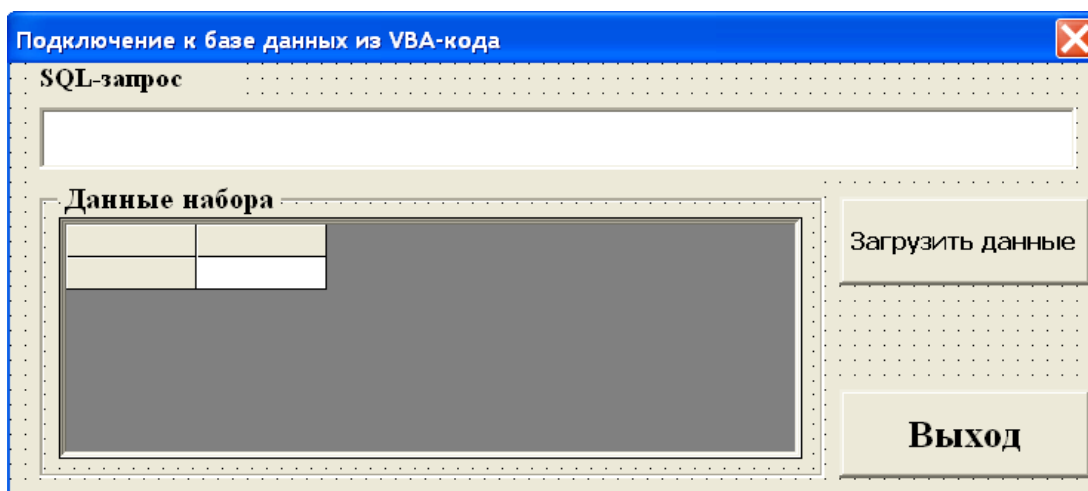 Подключение к базе данных из VBA-кода
SQL-запрос
Данные набора
Загрузить данные
Выход